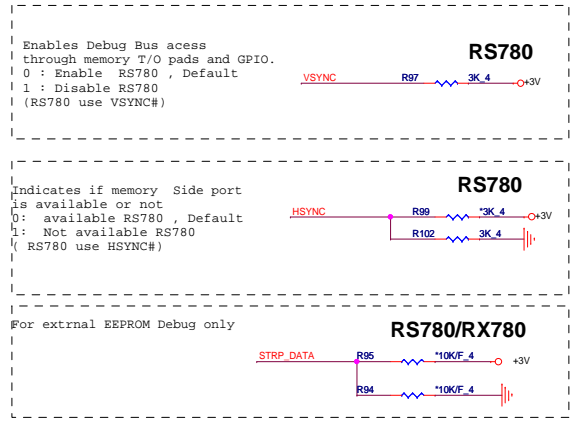 Enables Debug Bus acess
through memory T/O pads and GPIO.
0 : Enable RS780 , Default
1 : Disable RS780
(RS780 use VSYNC#)
RS780
VSYNC R97 3K_4 +3V
Indicates if memory Side port
is available or not
0: available RS780 , Default
1: Not available RS780
( RS780 use HSYNC#)
RS780
HSYNC R99 *3K_4 +3V
R102 3K_4
For extrnal EEPROM Debug only
RS780/RX780
STRP_DATA R95 *10K/F_4 +3V
R94 *10K/F_4